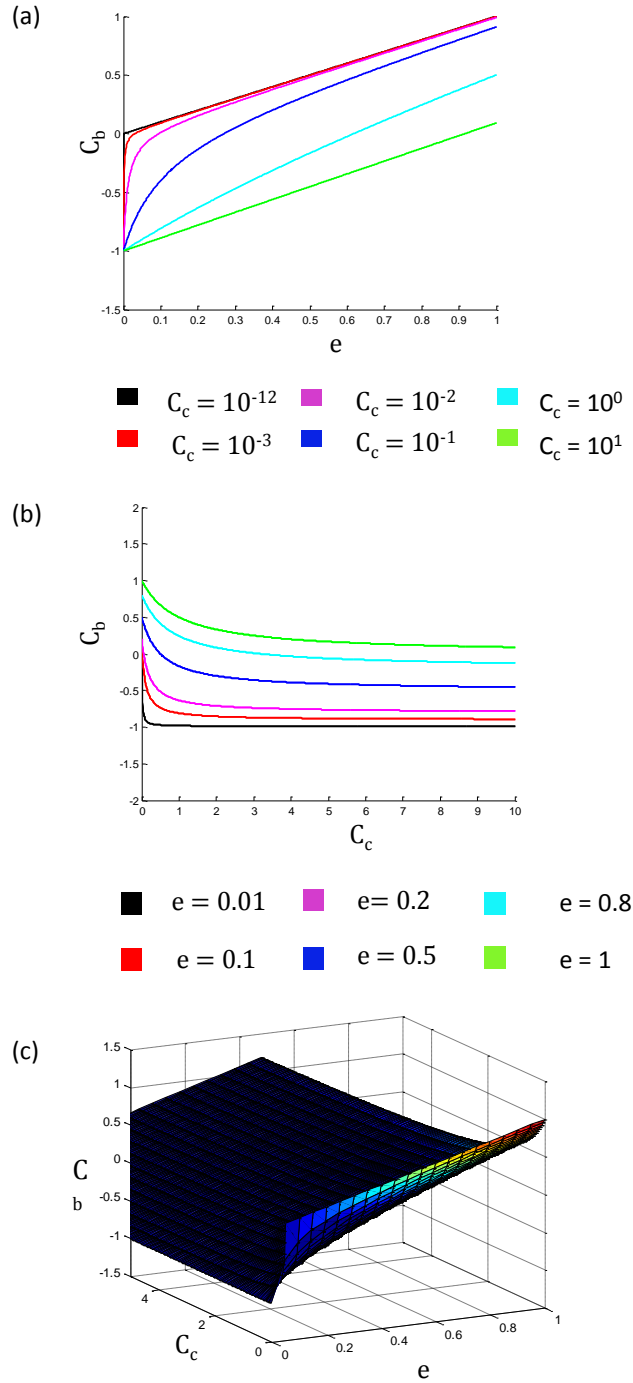 (a)
1
0.5
0
-0.5
-1
-1.5
C_b
0 0.1 0.2 0.3 0.4 0.5 0.6 0.7 0.8 0.9 1
e
C_c = 10^-12 C_c = 10^-2 C_c = 10^0
C_c = 10^-3 C_c = 10^-1 C_c = 10^1
(b)
2
1.5
1
0.5
0
-0.5
-1
-1.5
-2
C_b
0 1 2 3 4 5 6 7 8 9 10
C_c
e = 0.01 e= 0.2 e = 0.8
e = 0.1 e = 0.5 e = 1
(c)
1.5
1
0.5
0
-0.5
-1
-1.5
C
b
4
2
0
C_c
0 0.2 0.4 0.6 0.8 1
e